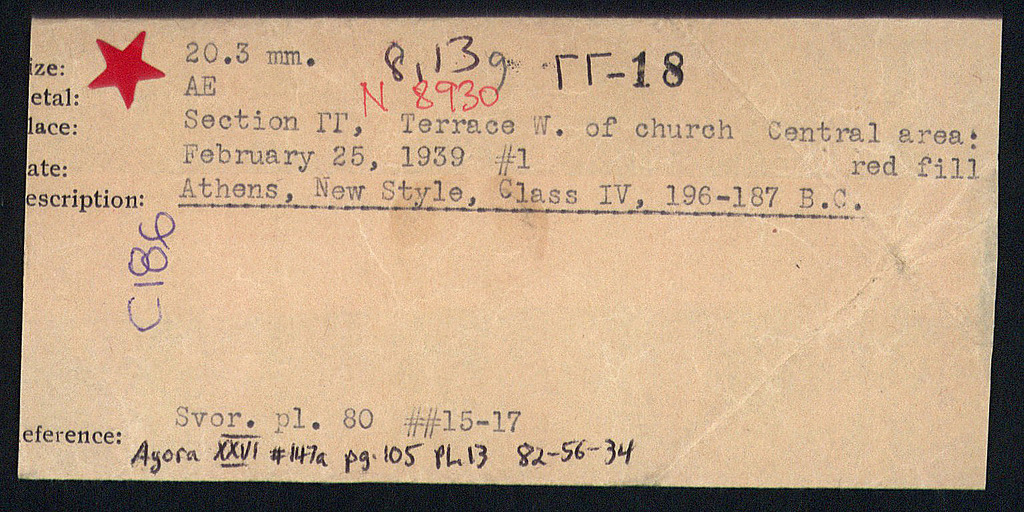 ize: 20.3 mm. 8,13g ΓΓ-18
etal: AE N 8930
lace: Section ΓΓ, Terrace W. of church Central area:
ate: February 25, 1939 #1 red fill
escription: Athens, New Style, Class IV, 196-187 B.C.
C186
eference: Svor. pl. 80 ##15-17
Agora XXVI #147a pg.105 PL.13 82-56-34